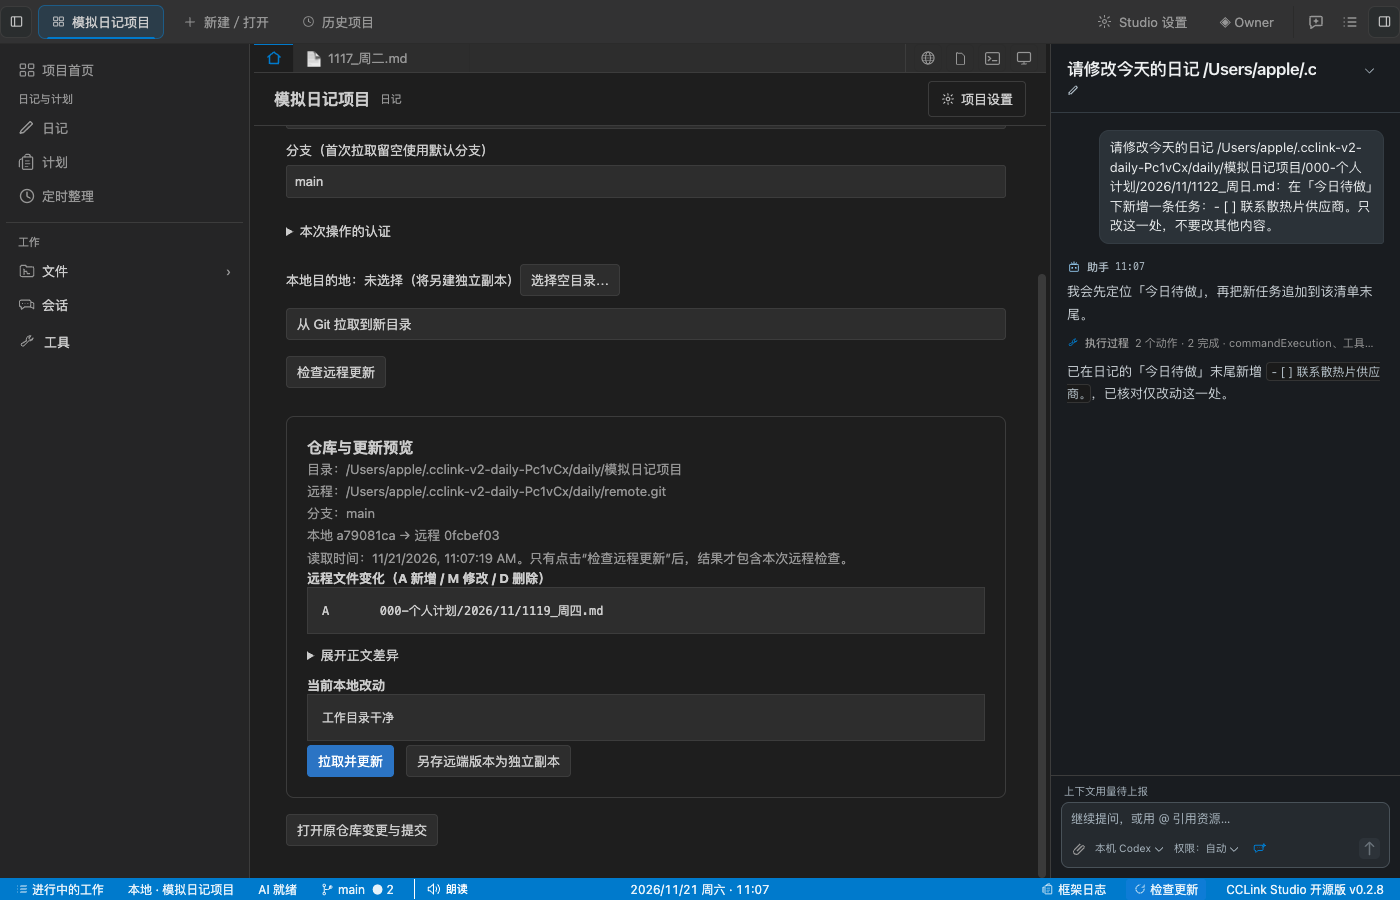 模拟日记项目
新建 / 打开
历史项目
Studio 设置
Owner
项目首页
日记与计划
日记
计划
定时整理
工作
文件
会话
工具
1117_周二.md
模拟日记项目 日记
项目设置
分支（首次拉取留空使用默认分支）
main
本次操作的认证
本地目的地：未选择（将另建独立副本） 选择空目录...
从 Git 拉取到新目录
检查远程更新
仓库与更新预览
目录：/Users/apple/.cclink-v2-daily-Pc1vCx/daily/模拟日记项目
远程：/Users/apple/.cclink-v2-daily-Pc1vCx/daily/remote.git
分支：main
本地 a79081ca → 远程 0fcbef03
读取时间：11/21/2026, 11:07:19 AM。只有点击“检查远程更新”后，结果才包含本次远程检查。
远程文件变化（A 新增 / M 修改 / D 删除）
A 000-个人计划/2026/11/1119_周四.md
展开正文差异
当前本地改动
工作目录干净
拉取并更新 另存远端版本为独立副本
打开原仓库变更与提交
请修改今天的日记 /Users/apple/.c
请修改今天的日记 /Users/apple/.cclink-v2-
daily-Pc1vCx/daily/模拟日记项目/000-个人
计划/2026/11/1122_周日.md：在「今日待做」
下新增一条任务：- [ ] 联系散热片供应商。只
改这一处，不要改其他内容。
助手 11:07
我会先定位「今日待做」，再把新任务追加到该清单末
尾。
执行过程 2 个动作 · 2 完成 · commandExecution、工具...
已在日记的「今日待做」末尾新增 - [ ] 联系散热片供应
商。，已核对仅改动这一处。
上下文用量待上报
继续提问，或用 @ 引用资源...
本机 Codex 权限：自动
进行中的工作
本地 · 模拟日记项目
AI 就绪
main 2
朗读
2026/11/21 周六 · 11:07
框架日志
检查更新
CCLink Studio 开源版 v0.2.8